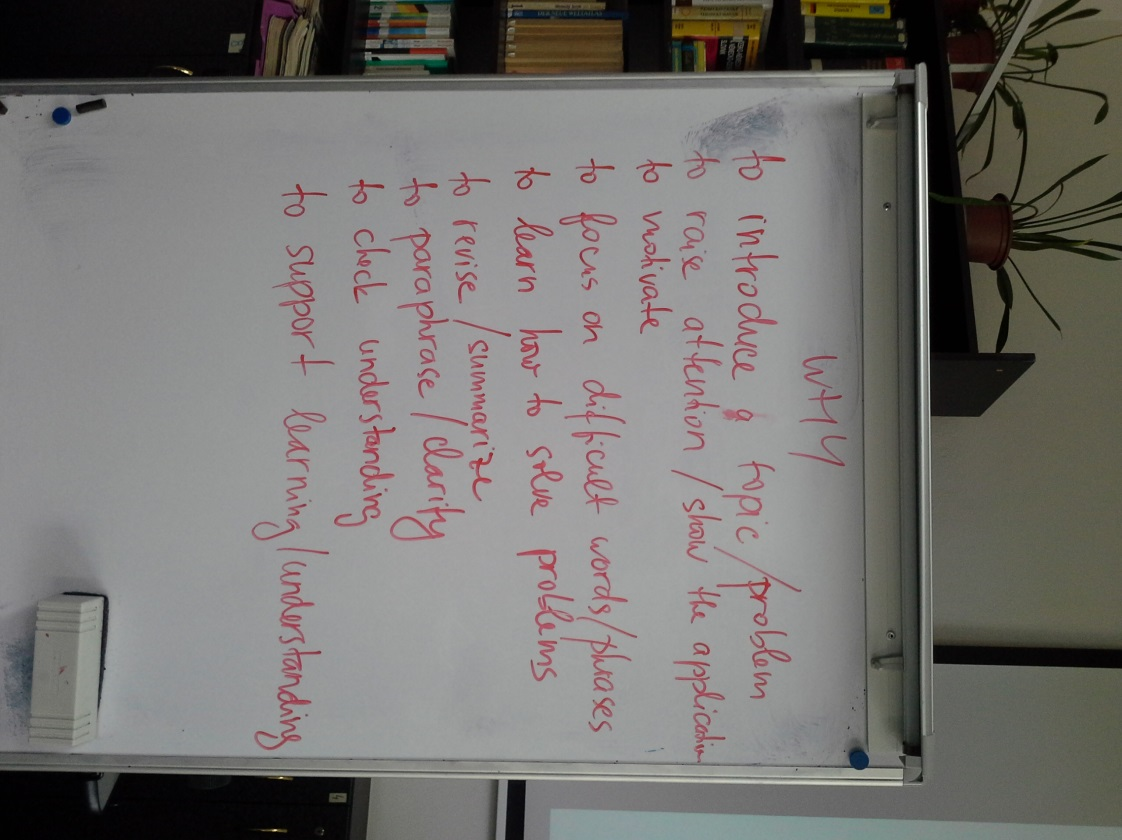 WHY
to introduce a topic/problem
to raise attention / show the application
to motivate
to focus on difficult words/phrases
to learn how to solve problems
to revise / summarize
to paraphrase / clarity
to check understanding
to support learning/understanding